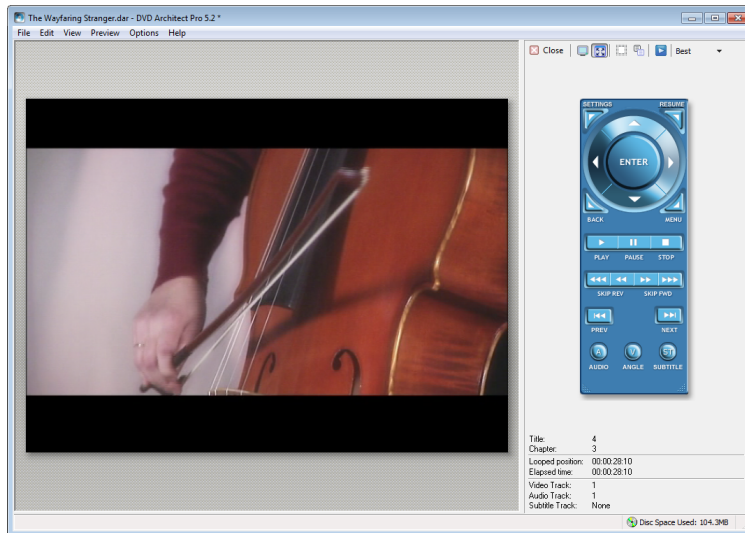 The Wayfaring Stranger.dar - DVD Architect Pro 5.2 *
File Edit View Preview Options Help
Close Best
SETTINGS RESUME
ENTER
BACK MENU
PLAY PAUSE STOP
SKIP REV SKIP FWD
PREV NEXT
A V ST
AUDIO ANGLE SUBTITLE
Title: 4
Chapter: 3
Looped position: 00:00:28:10
Elapsed time: 00:00:28:10
Video Track: 1
Audio Track: 1
Subtitle Track: None
Disc Space Used: 104.3MB